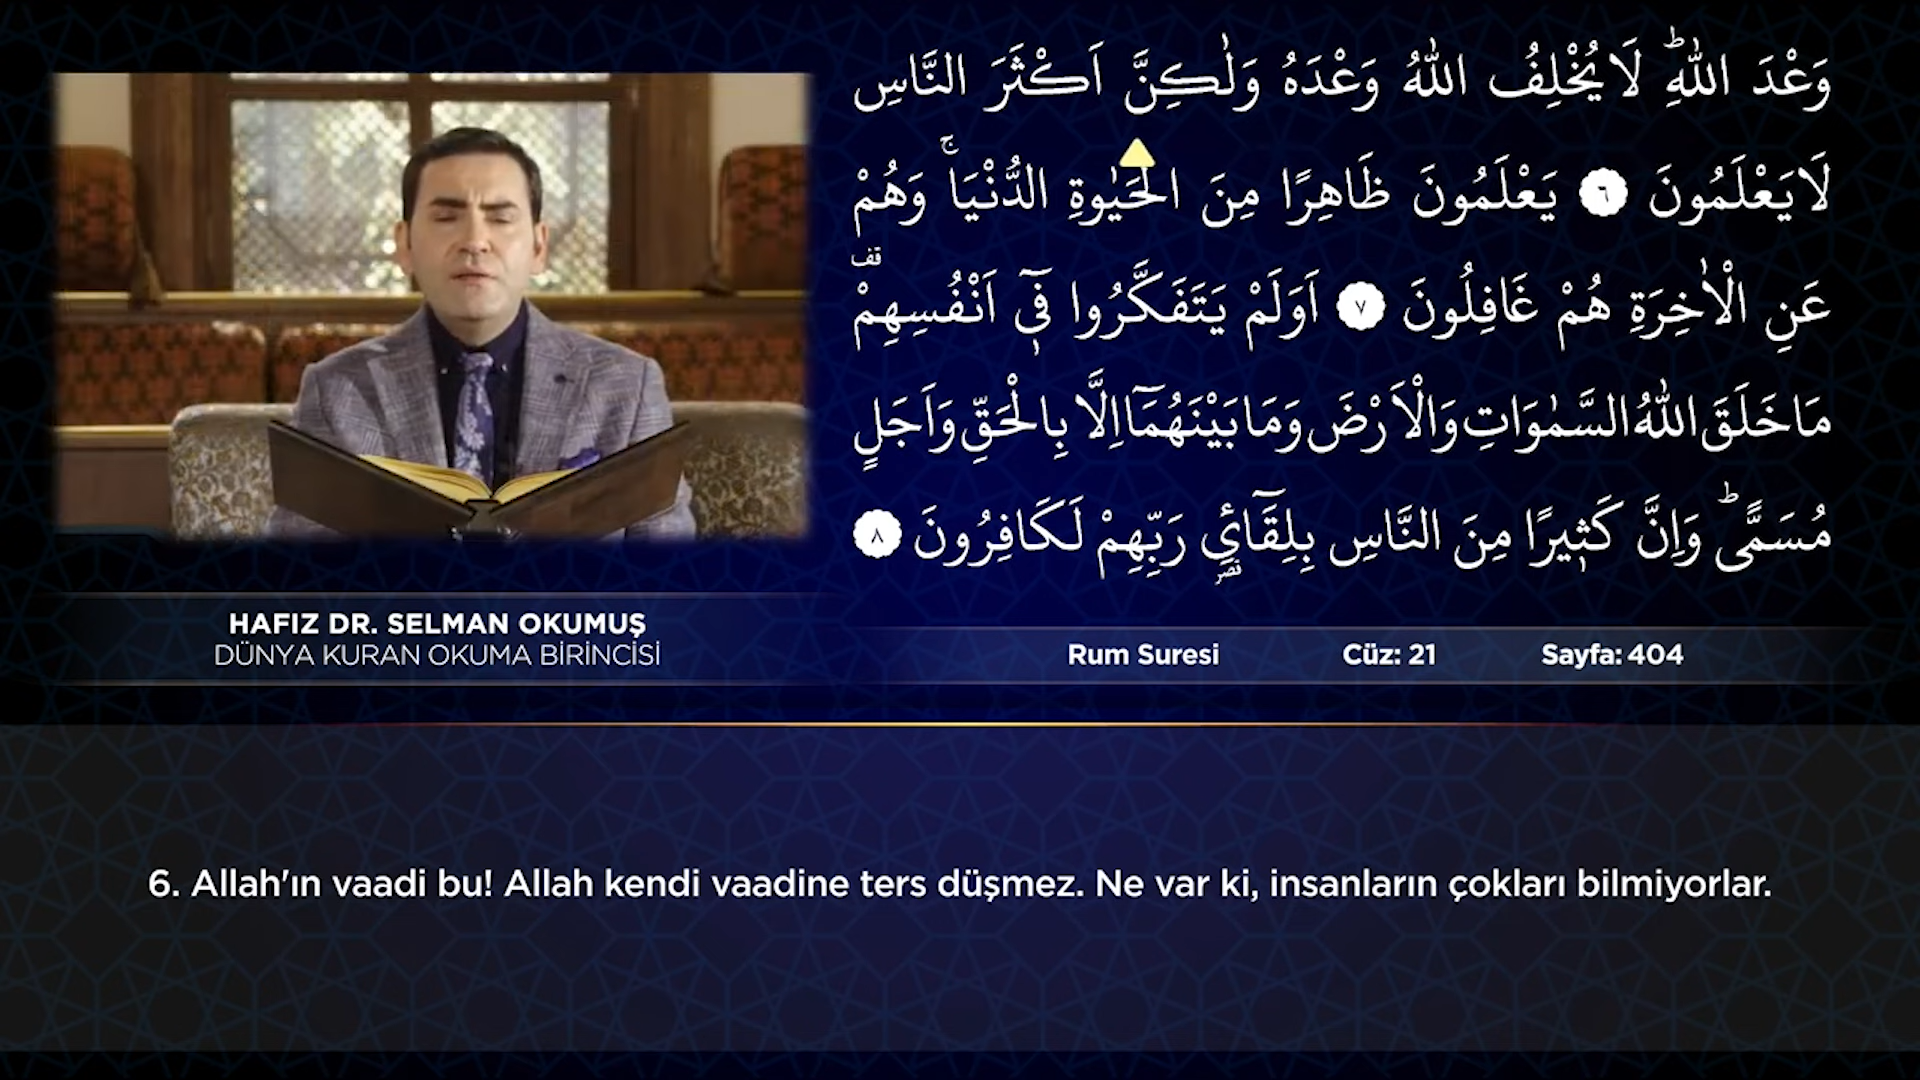 وَعْدَ اللّٰهِۜ لَا يُخْلِفُ اللّٰهُ وَعْدَهُ وَلٰكِنَّ اَكْثَرَ النَّاسِ
لَا يَعْلَمُونَ ﴿٦﴾ يَعْلَمُونَ ظَاهِرًا مِنَ الْحَيٰوةِ الدُّنْيَاۚ وَهُمْ
عَنِ الْاٰخِرَةِ هُمْ غَافِلُونَ ﴿٧﴾ اَوَلَمْ يَتَفَكَّرُوا فٖٓي اَنْفُسِهِمْ قف
مَا خَلَقَ اللّٰهُ السَّمٰوَاتِ وَالْاَرْضَ وَمَا بَيْنَهُمَٓا اِلَّا بِالْحَقِّ وَاَجَلٍ
مُسَمًّىۜ وَاِنَّ كَثٖيرًا مِنَ النَّاسِ بِلِقَٓائِ۬ رَبِّهِمْ لَكَافِرُونَ ﴿٨﴾
قصر
HAFIZ DR. SELMAN OKUMUŞ
DÜNYA KURAN OKUMA BİRİNCİSİ
Rum Suresi Cüz: 21 Sayfa: 404
6. Allah'ın vaadi bu! Allah kendi vaadine ters düşmez. Ne var ki, insanların çokları bilmiyorlar.